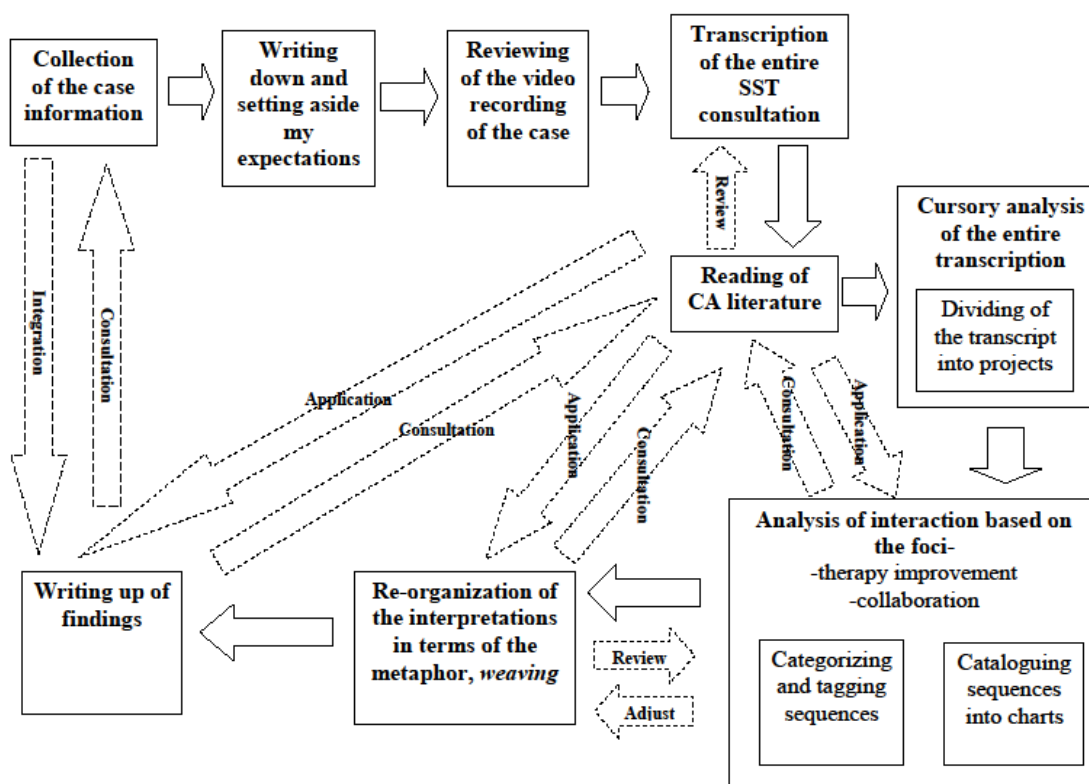 Collection
of the case
information
Writing
down and
setting aside
my
expectations
Reviewing
of the video
recording
of the case
Transcription
of the entire
SST
consultation
Review
Cursory analysis
of the entire
transcription
Dividing of
the transcript
into projects
Reading of
CA literature
Integration
Consultation
Application
Consultation
Application
Consultation
Consultation
Application
Analysis of interaction based on
the foci-
-therapy improvement
-collaboration
Categorizing
and tagging
sequences
Cataloguing
sequences
into charts
Re-organization of
the interpretations
in terms of the
metaphor, weaving
Review
Adjust
Writing up of
findings